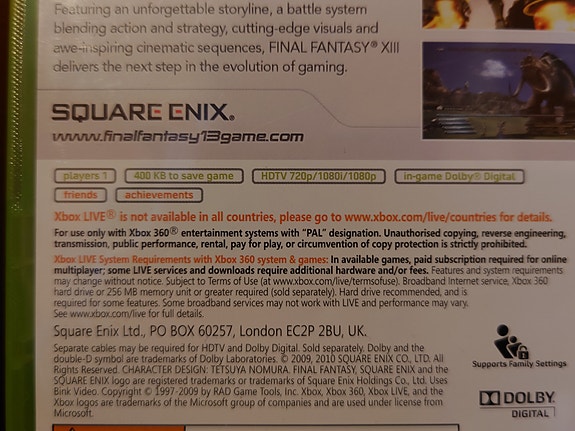 Featuring an unforgettable storyline, a battle system
blending action and strategy, cutting-edge visuals and
awe-inspiring cinematic sequences, FINAL FANTASY® XIII
delivers the next step in the evolution of gaming.
SQUARE ENIX®
www.finalfantasy13game.com
players 1 400 KB to save game HDTV 720p/1080i/1080p in-game Dolby® Digital
friends achievements
Xbox LIVE® is not available in all countries, please go to www.xbox.com/live/countries for details.
For use only with Xbox 360® entertainment systems with "PAL" designation. Unauthorised copying, reverse engineering,
transmission, public performance, rental, pay for play, or circumvention of copy protection is strictly prohibited.
Xbox LIVE System Requirements with Xbox 360 system & games: In available games, paid subscription required for online
multiplayer; some LIVE services and downloads require additional hardware and/or fees. Features and system requirements
may change without notice. Subject to Terms of Use (at www.xbox.com/live/termsofuse). Broadband Internet service, Xbox 360
hard drive or 256 MB memory unit or greater required (sold separately). Hard drive recommended, and is
required for some features. Some broadband services may not work with LIVE and performance may vary.
See www.xbox.com/live for full details.
Square Enix Ltd., PO BOX 60257, London EC2P 2BU, UK.
Separate cables may be required for HDTV and Dolby Digital. Sold separately. Dolby and the
double-D symbol are trademarks of Dolby Laboratories. © 2009, 2010 SQUARE ENIX CO., LTD. All
Rights Reserved. CHARACTER DESIGN: TETSUYA NOMURA. FINAL FANTASY, SQUARE ENIX and the
SQUARE ENIX logo are registered trademarks or trademarks of Square Enix Holdings Co., Ltd. Uses
Bink Video. Copyright © 1997-2009 by RAD Game Tools, Inc. Xbox, Xbox 360, Xbox LIVE, and the
Xbox logos are trademarks of the Microsoft group of companies and are used under license from
Microsoft.
Supports Family Settings
DOLBY
DIGITAL